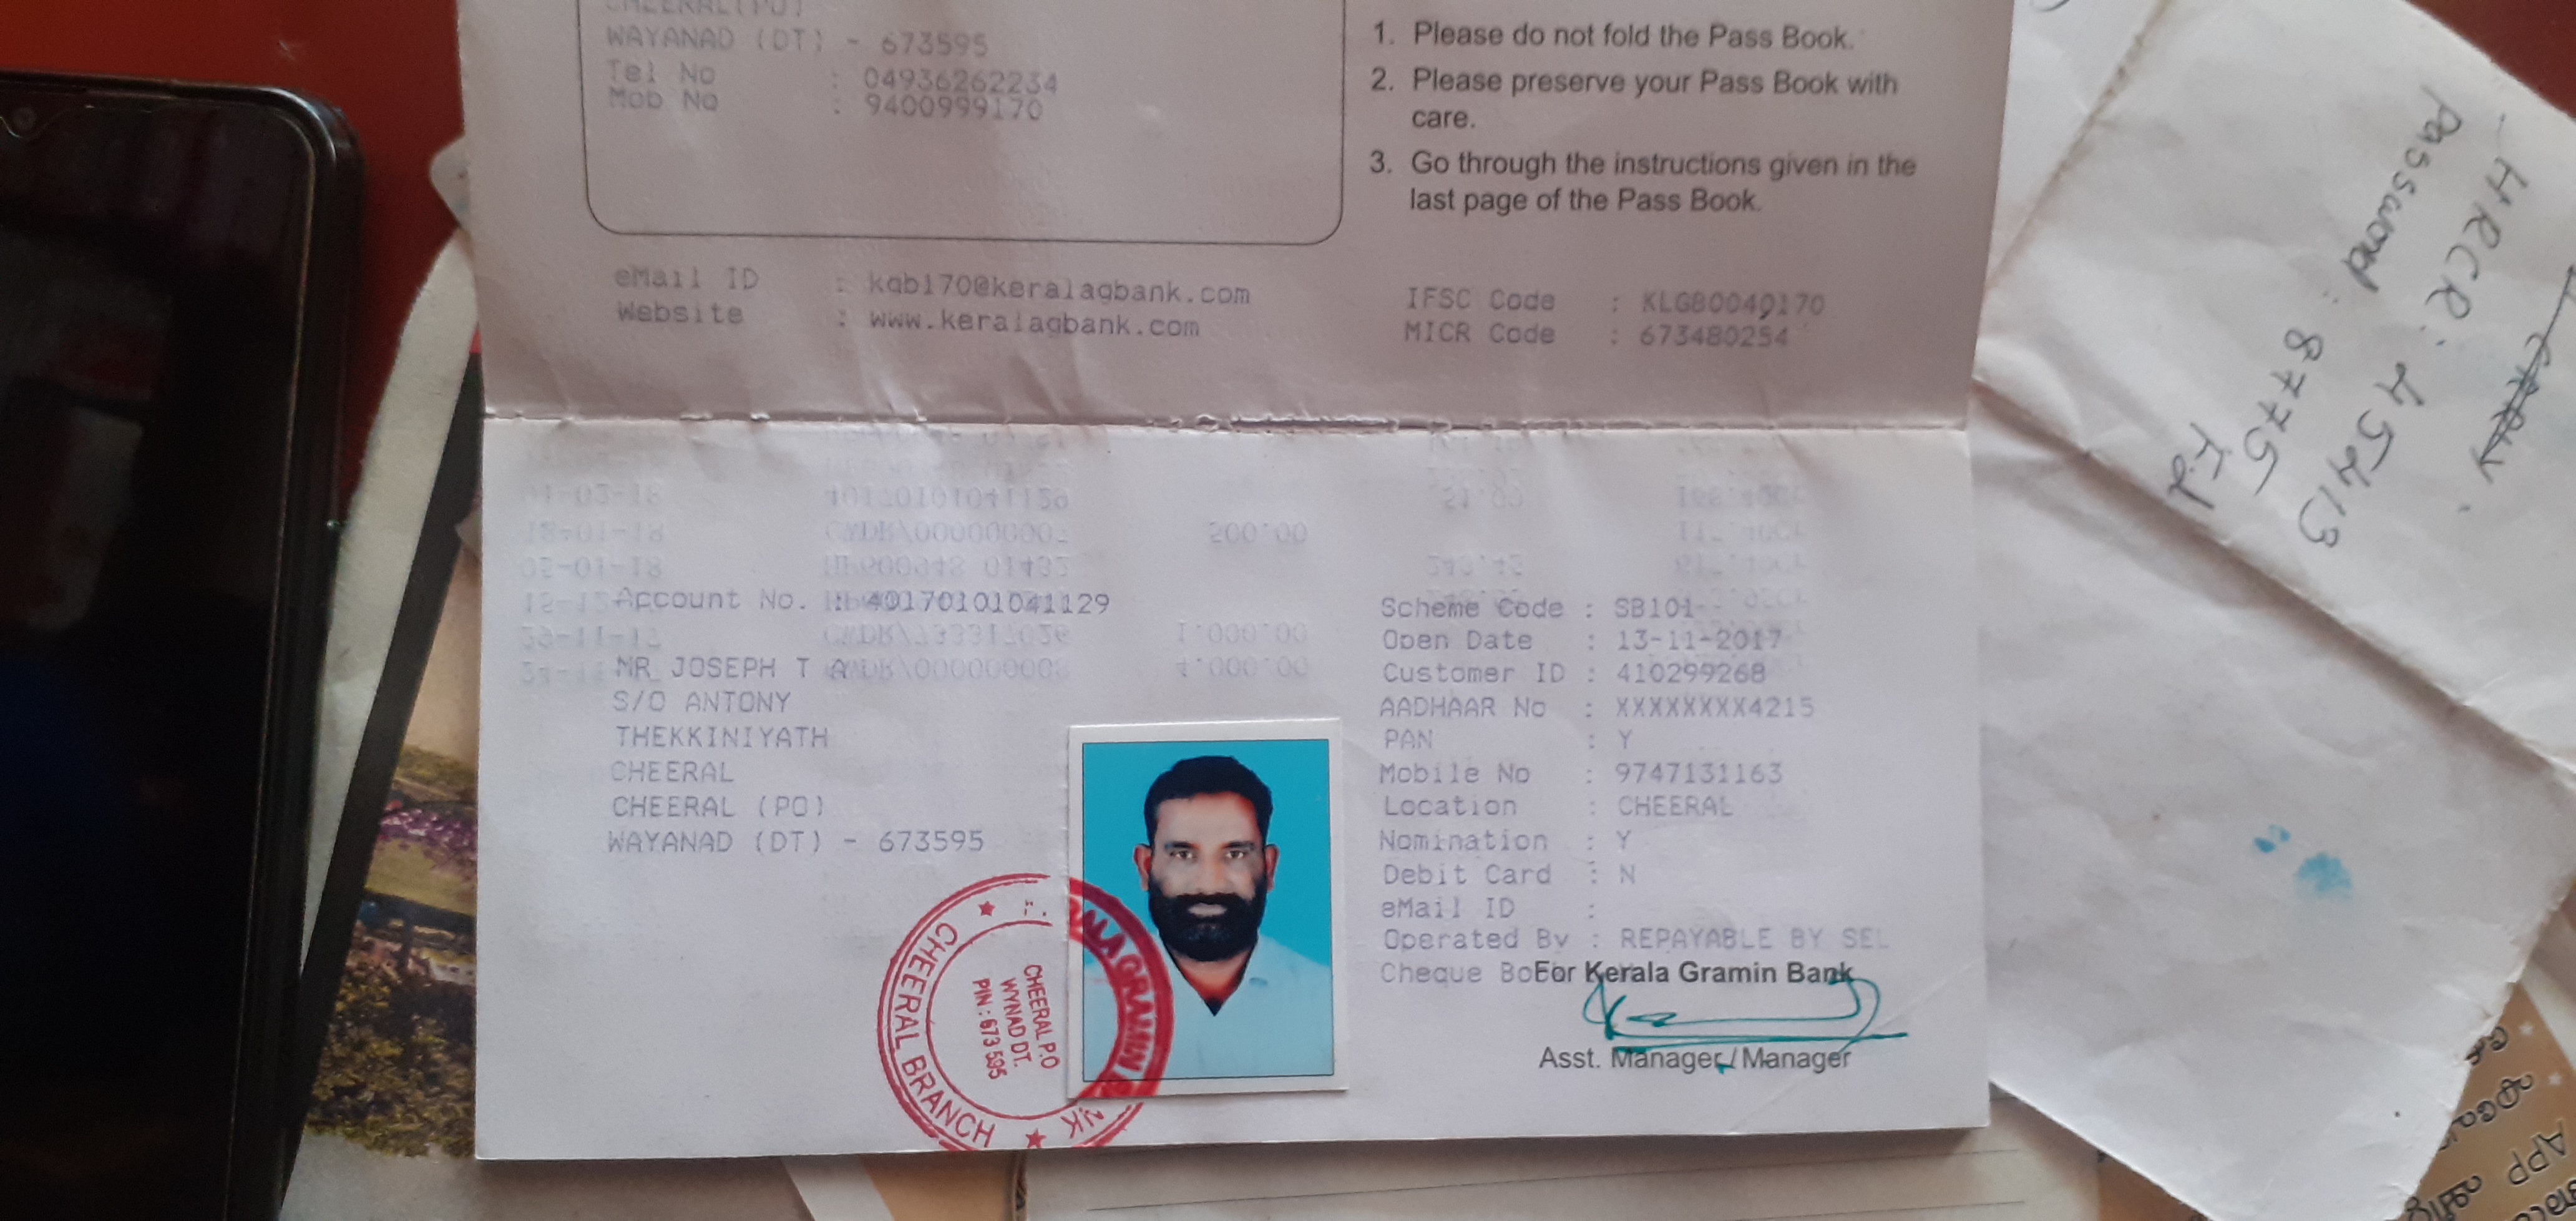 WAYANAD (DT) - 673595
Tel No : 04936262234
Mob No : 9400999170
eMail ID : kgb170@keralagbank.com
Website : www.keralagbank.com
IFSC Code : KLGB0040170
MICR Code : 673480254
1. Please do not fold the Pass Book.
2. Please preserve your Pass Book with
care.
3. Go through the instructions given in the
last page of the Pass Book.
Account No. 40170101041129
MR JOSEPH T A
S/O ANTONY
THEKKINIYATH
CHEERAL
CHEERAL (PO)
WAYANAD (DT) - 673595
Scheme Code : SB101
Open Date : 13-11-2017
Customer ID : 410299268
AADHAAR No : XXXXXXXX4215
PAN : Y
Mobile No : 9747131163
Location : CHEERAL
Nomination : Y
Debit Card : N
eMail ID :
Operated By : REPAYABLE BY SEL
Cheque Bo
For Kerala Gramin Bank
Asst. Manager/Manager
CHEERAL BRANCH
CHEERAL P.O
WYNAD DT.
PIN : 673 595
GRAMIN
HRCR : 45413
password : 8775
F.d
APP